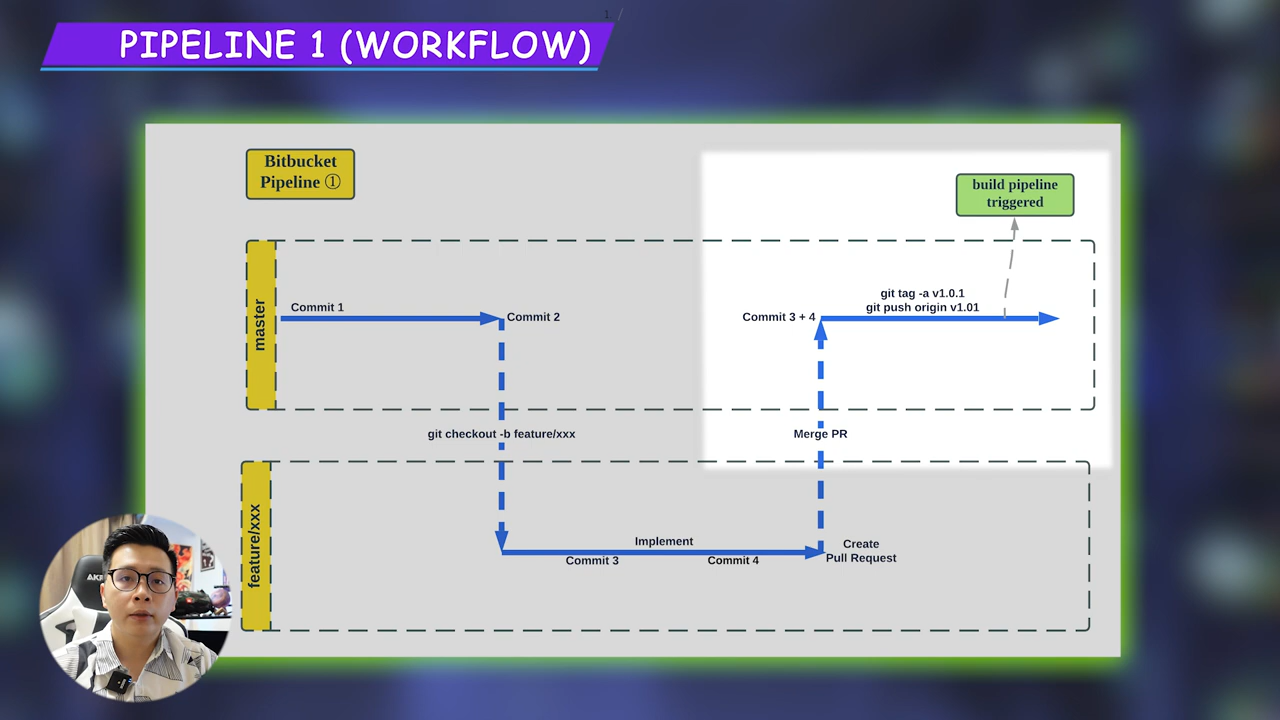 PIPELINE 1 (WORKFLOW)
1. /
Bitbucket
Pipeline ①
build pipeline
triggered
master
Commit 1
Commit 2
Commit 3 + 4
git tag -a v1.0.1
git push origin v1.01
git checkout -b feature/xxx
Merge PR
feature/xxx
Implement
Commit 3
Commit 4
Create
Pull Request